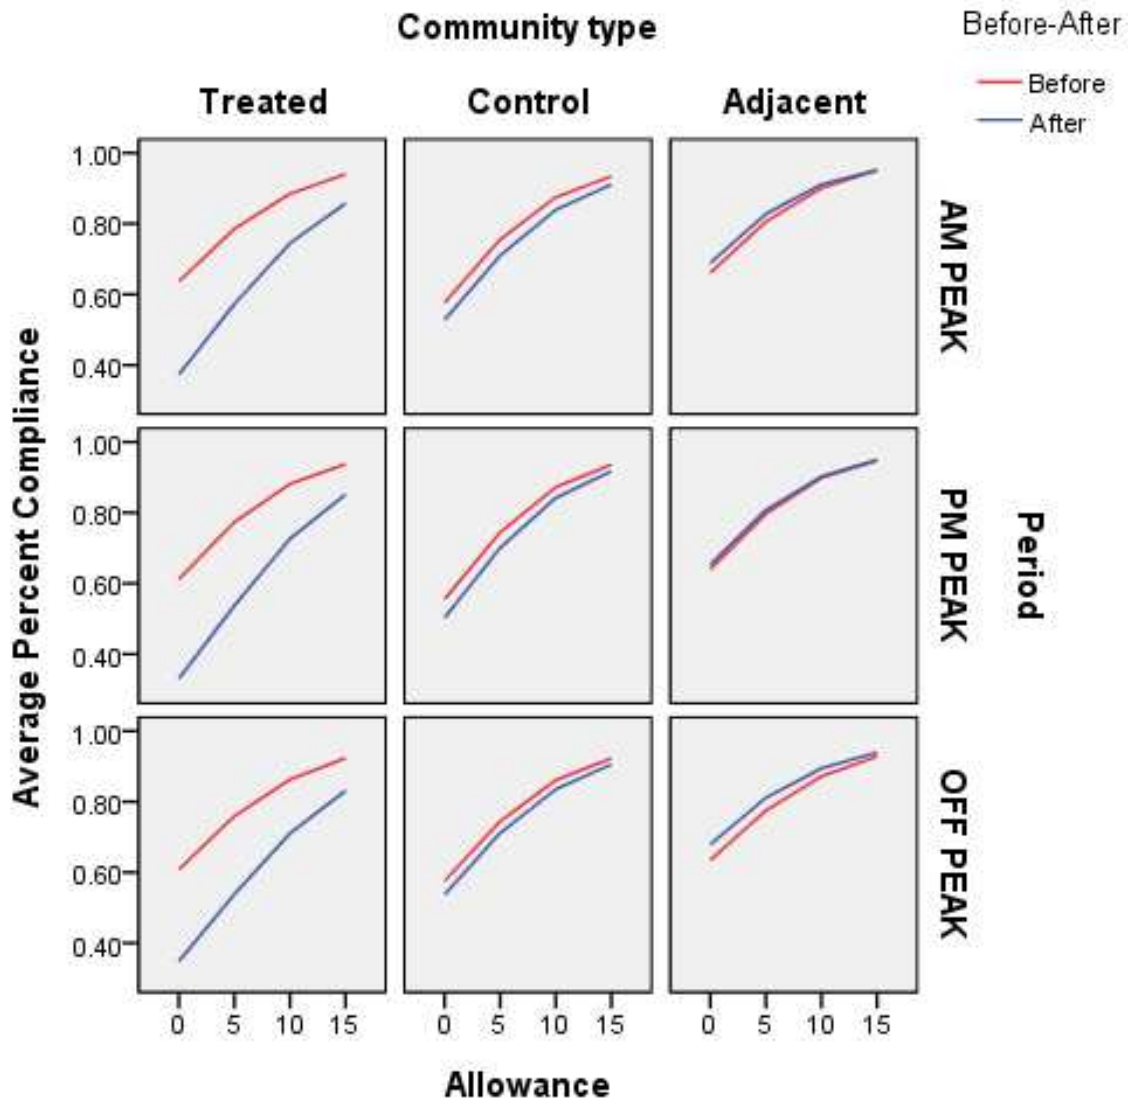 Community type
Before-After
Before
After
Treated
Control
Adjacent
Average Percent Compliance
1.00
0.80
0.60
0.40
AM PEAK
1.00
0.80
0.60
0.40
PM PEAK
Period
1.00
0.80
0.60
0.40
OFF PEAK
0 5 10 15
0 5 10 15
0 5 10 15
Allowance